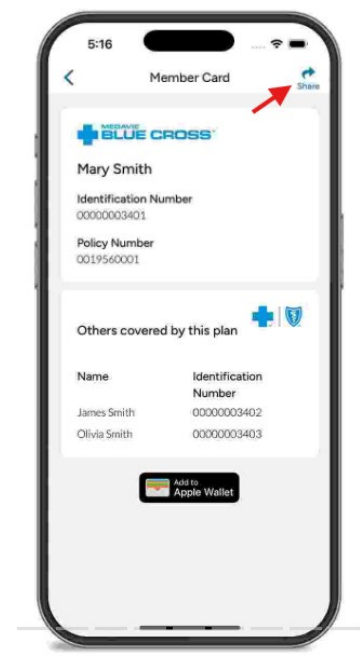 5:16
Member Card
Share
MEDAVIE
BLUE CROSS
Mary Smith
Identification Number
00000003401
Policy Number
0019560001
Others covered by this plan
Name Identification
Number
James Smith 00000003402
Olivia Smith 00000003403
Add to
Apple Wallet